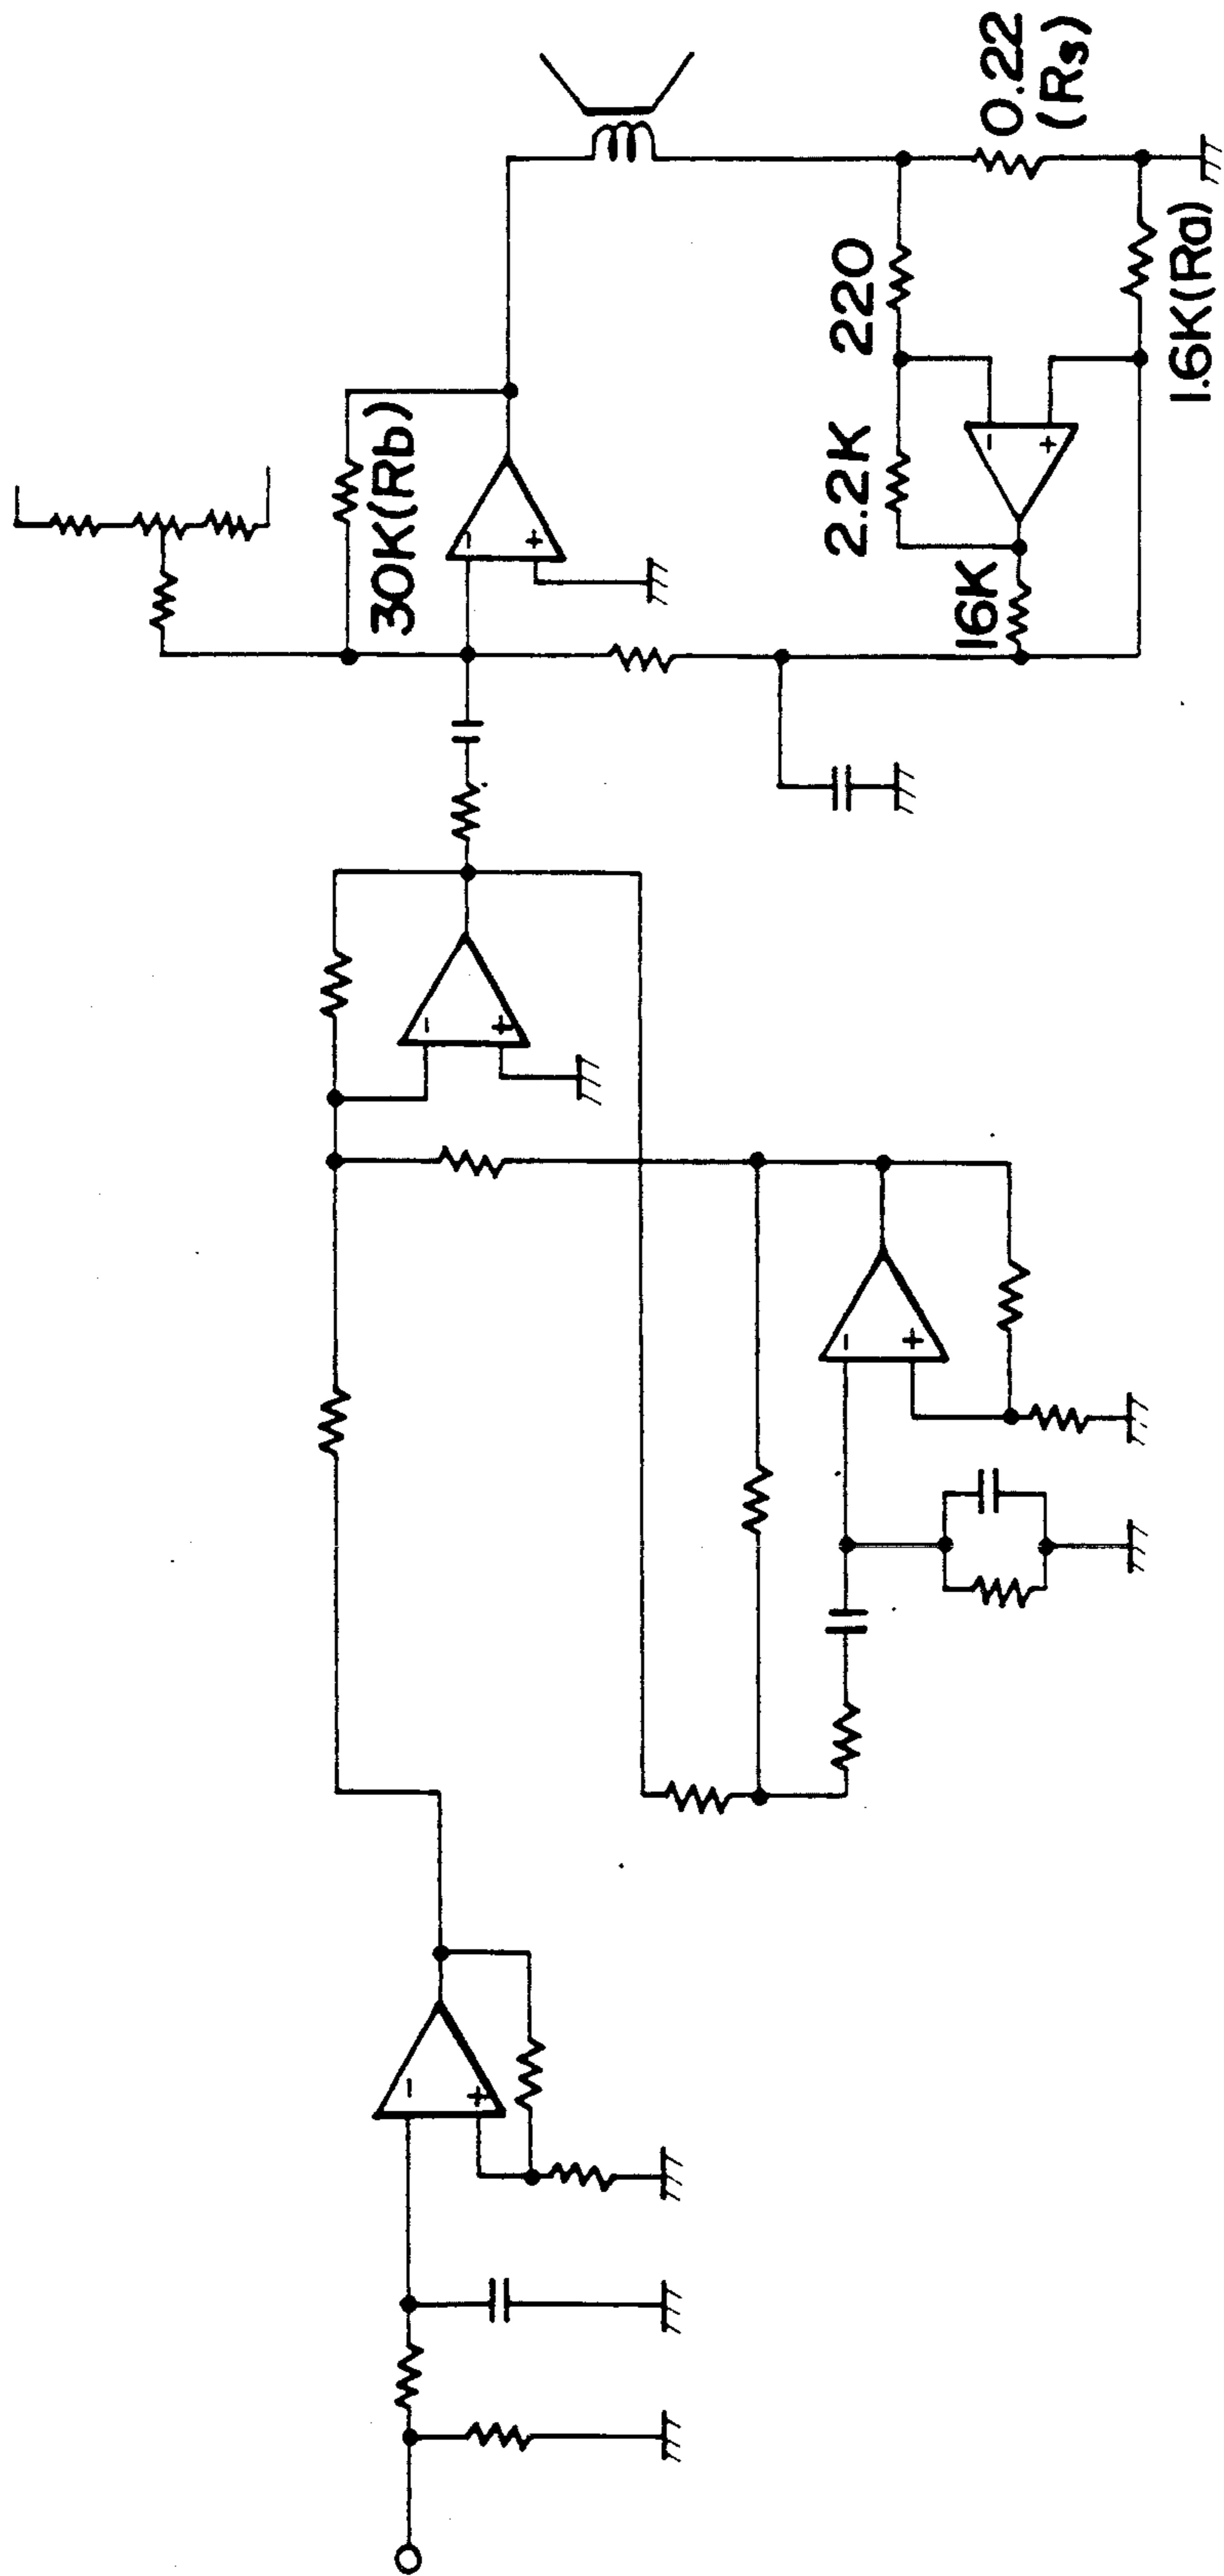 30K(Rb)
0.22
(Rs)
220
2.2K
16K
1.6K(Ra)
−
+
−
+
−
+
−
+
−
+